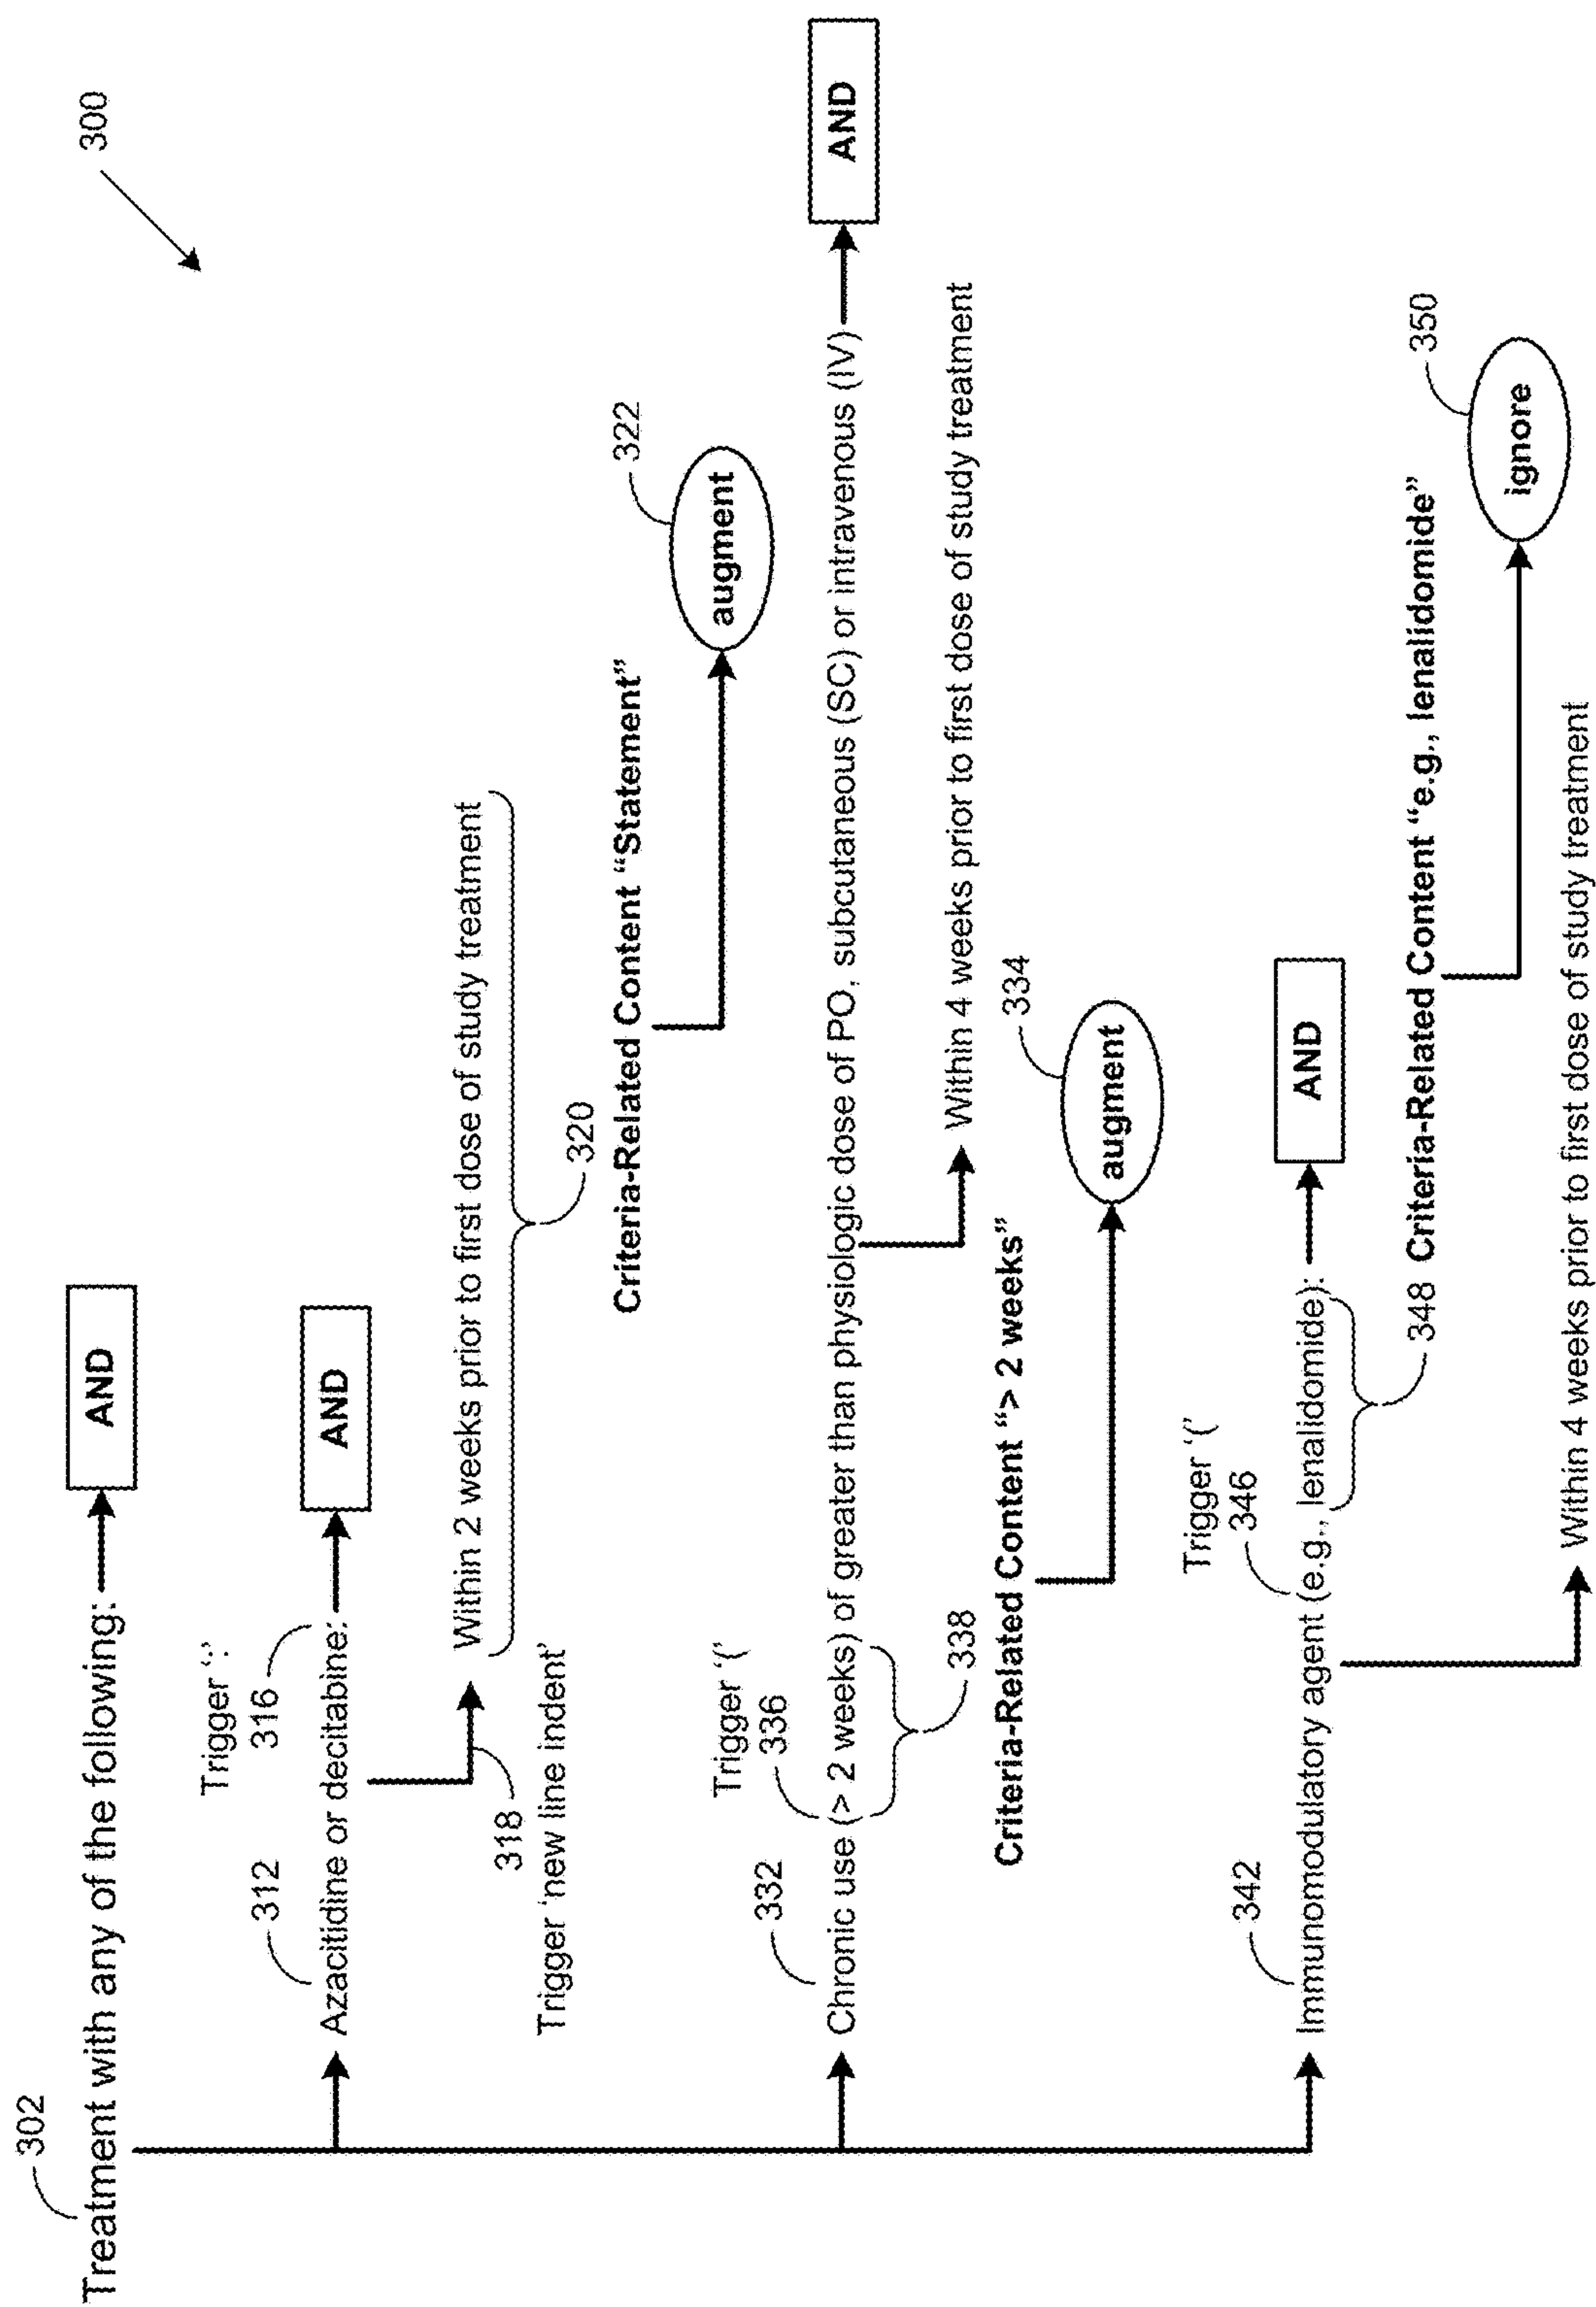 300
302
Treatment with any of the following: AND
Trigger ‘:’
312 316
Azacitidine or decitabine: AND
318 Within 2 weeks prior to first dose of study treatment
Trigger ‘new line indent’
320
Criteria-Related Content “Statement”
322
augment
Trigger ‘(’
332 336
Chronic use (> 2 weeks) of greater than physiologic dose of PO, subcutaneous (SC) or intravenous (IV) AND
338 Within 4 weeks prior to first dose of study treatment
Criteria-Related Content “> 2 weeks”
334
augment
Trigger ‘(’
342 346
Immunomodulatory agent (e.g., lenalidomide): AND
348 Criteria-Related Content “e.g., lenalidomide”
350
ignore
Within 4 weeks prior to first dose of study treatment